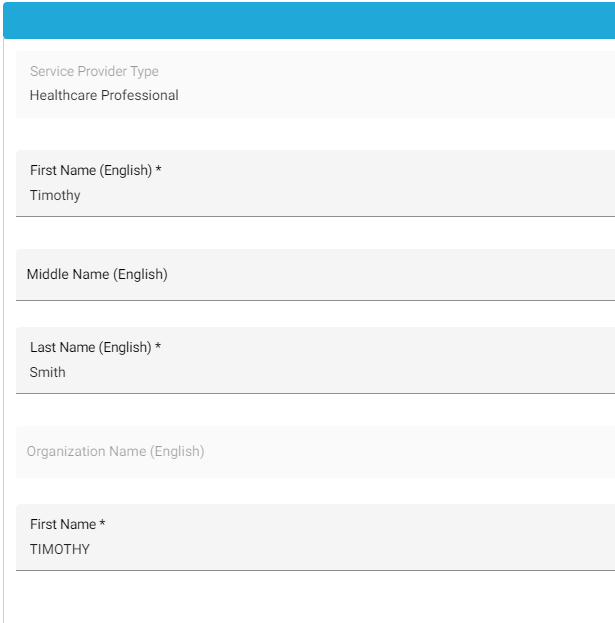 Service Provider Type
Healthcare Professional
First Name (English) *
Timothy
Middle Name (English)
Last Name (English) *
Smith
Organization Name (English)
First Name *
TIMOTHY